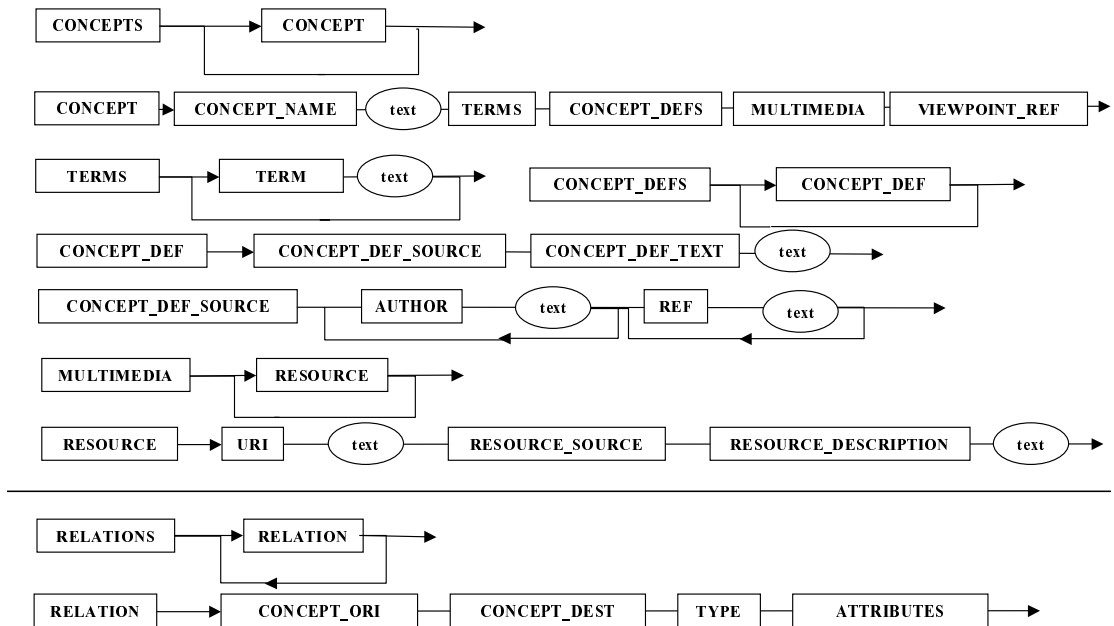 CONCEPTS CONCEPT
CONCEPT CONCEPT_NAME text TERMS CONCEPT_DEFS MULTIMEDIA VIEWPOINT_REF
TERMS TERM text CONCEPT_DEFS CONCEPT_DEF
CONCEPT_DEF CONCEPT_DEF_SOURCE CONCEPT_DEF_TEXT text
CONCEPT_DEF_SOURCE AUTHOR text REF text
MULTIMEDIA RESOURCE
RESOURCE URI text RESOURCE_SOURCE RESOURCE_DESCRIPTION text
RELATIONS RELATION
RELATION CONCEPT_ORI CONCEPT_DEST TYPE ATTRIBUTES